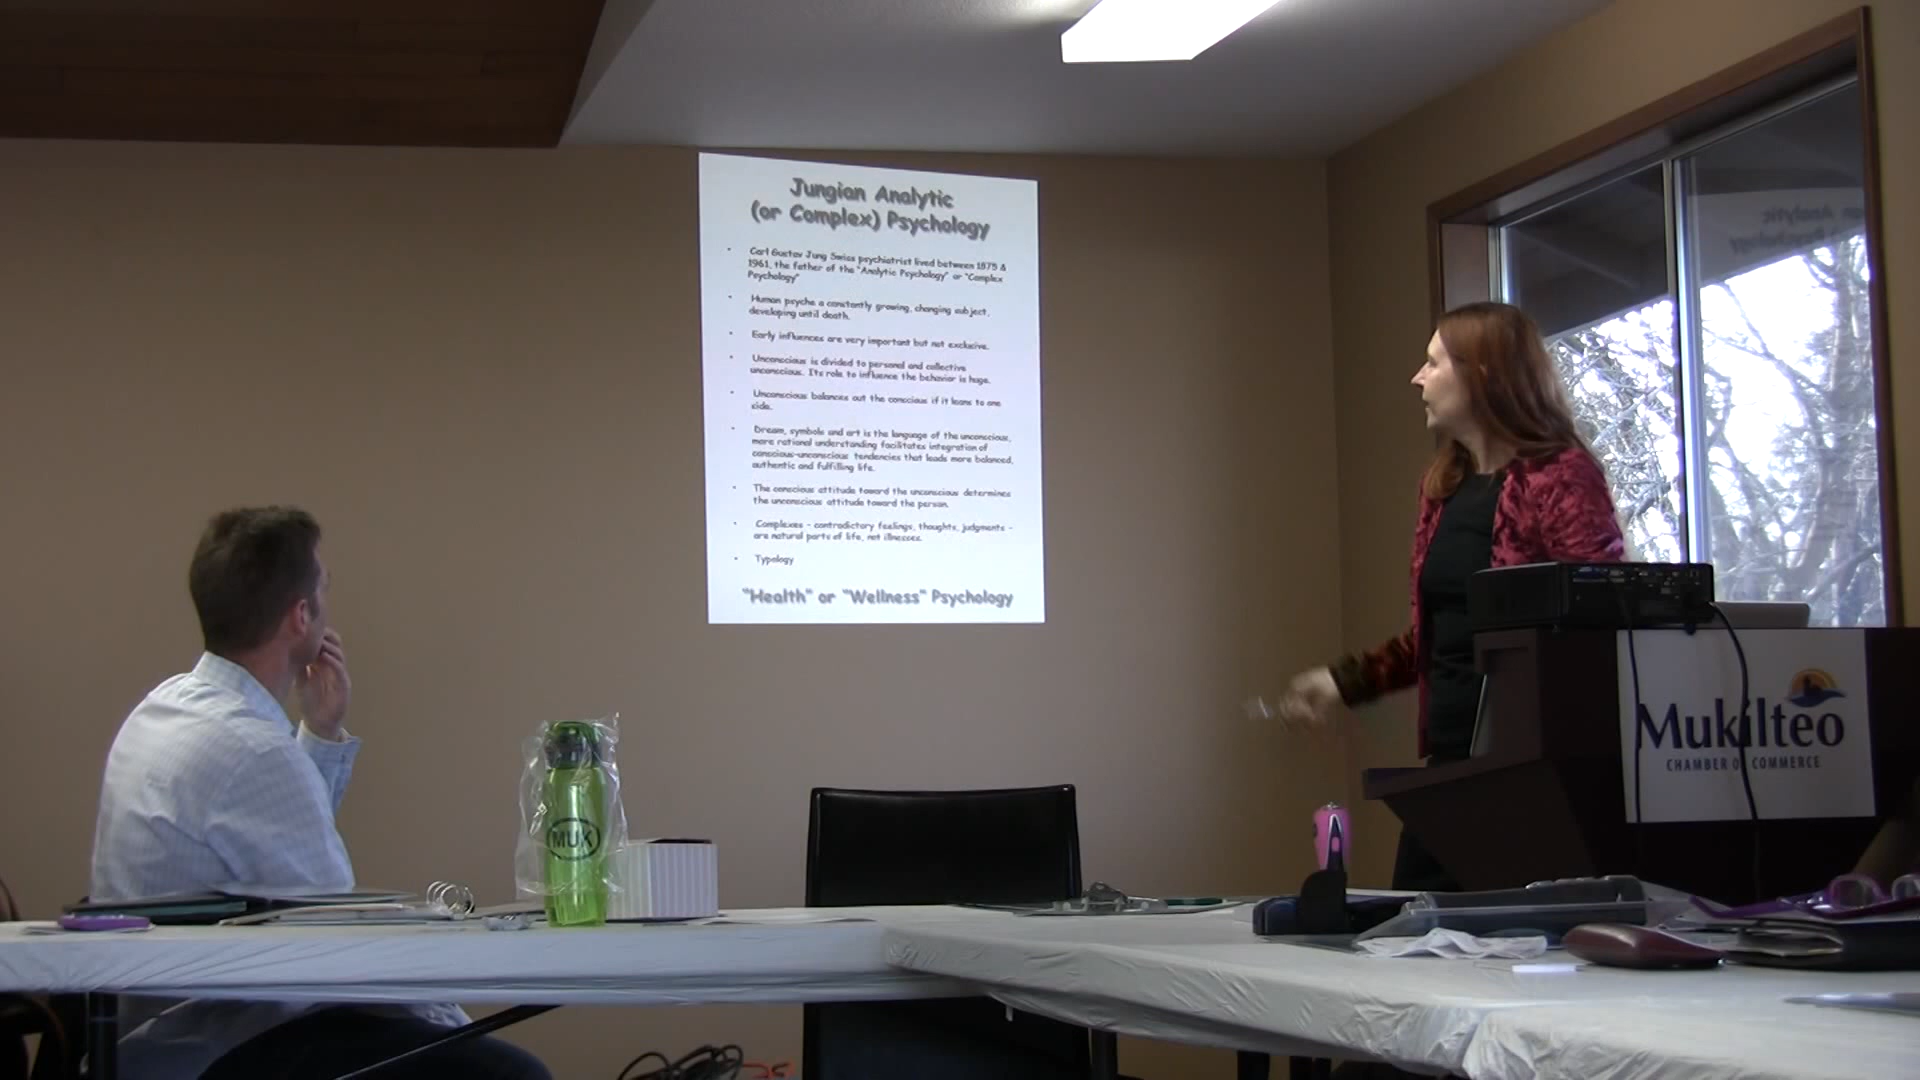 Jungian Analytic
(or Complex) Psychology
• Carl Gustav Jung Swiss psychiatrist lived between 1875 &
1961, the father of the "Analytic Psychology" or "Complex
Psychology"
• Human psyche a constantly growing, changing subject,
developing until death.
• Early influences are very important but not exclusive.
• Unconscious is divided to personal and collective
unconscious. Its role to influence the behavior is huge.
• Unconscious balances out the conscious if it leans to one
side.
• Dream, symbols and art is the language of the unconscious,
more rational understanding facilitates integration of
conscious-unconscious tendencies that leads more balanced,
authentic and fulfilling life.
• The conscious attitude toward the unconscious determines
the unconscious attitude toward the person.
• Complexes - contradictory feelings, thoughts, judgments -
are natural parts of life, not illnesses.
• Typology
"Health" or "Wellness" Psychology
MUK
Mukilteo
CHAMBER OF COMMERCE